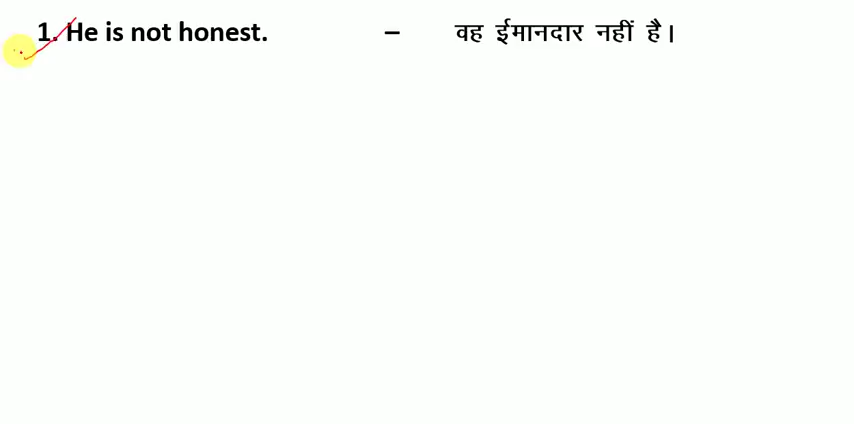 1. He is not honest. – वह ईमानदार नहीं है।